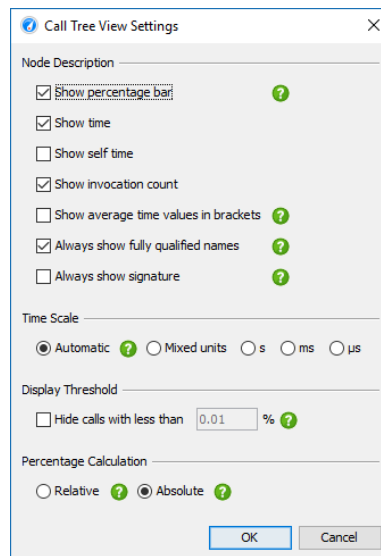 Call Tree View Settings
Node Description
Show percentage bar ?
Show time
Show self time
Show invocation count
Show average time values in brackets ?
Always show fully qualified names ?
Always show signature ?
Time Scale
Automatic ? Mixed units s ms µs
Display Threshold
Hide calls with less than 0.01 % ?
Percentage Calculation
Relative ? Absolute ?
OK Cancel